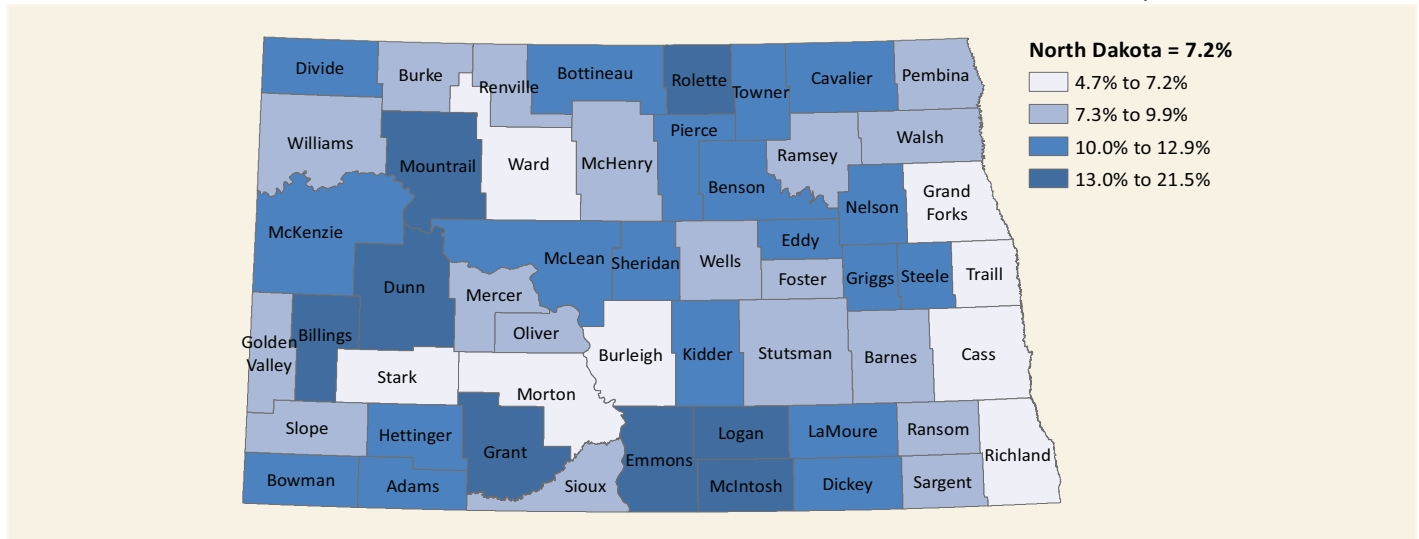 North Dakota = 7.2%
4.7% to 7.2%
7.3% to 9.9%
10.0% to 12.9%
13.0% to 21.5%
Divide
Burke
Renville
Bottineau
Rolette
Towner
Cavalier
Pembina
Williams
Mountrail
Ward
McHenry
Pierce
Benson
Ramsey
Walsh
Nelson
Grand
Forks
McKenzie
Dunn
McLean
Sheridan
Wells
Eddy
Foster
Griggs
Steele
Traill
Mercer
Oliver
Golden
Valley
Billings
Stark
Morton
Burleigh
Kidder
Stutsman
Barnes
Cass
Slope
Hettinger
Grant
Emmons
Logan
LaMoure
Ransom
Richland
Bowman
Adams
Sioux
McIntosh
Dickey
Sargent